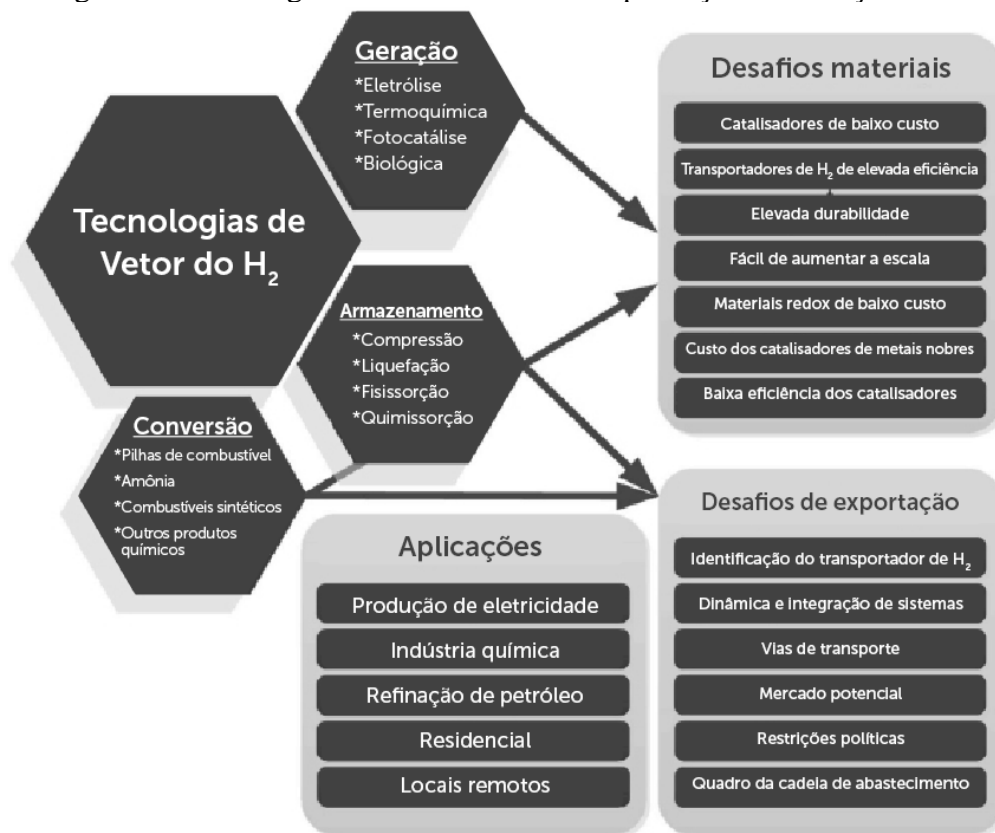 Tecnologias de
Vetor do H₂
Geração
*Eletrólise
*Termoquímica
*Fotocatálise
*Biológica
Armazenamento
*Compressão
*Liquefação
*Fisissorção
*Quimissorção
Conversão
*Pilhas de combustível
*Amônia
*Combustíveis sintéticos
*Outros produtos
químicos
Desafios materiais
Catalisadores de baixo custo
Transportadores de H₂ de elevada eficiência
Elevada durabilidade
Fácil de aumentar a escala
Materiais redox de baixo custo
Custo dos catalisadores de metais nobres
Baixa eficiência dos catalisadores
Aplicações
Produção de eletricidade
Indústria química
Refinação de petróleo
Residencial
Locais remotos
Desafios de exportação
Identificação do transportador de H₂
Dinâmica e integração de sistemas
Vias de transporte
Mercado potencial
Restrições políticas
Quadro da cadeia de abastecimento